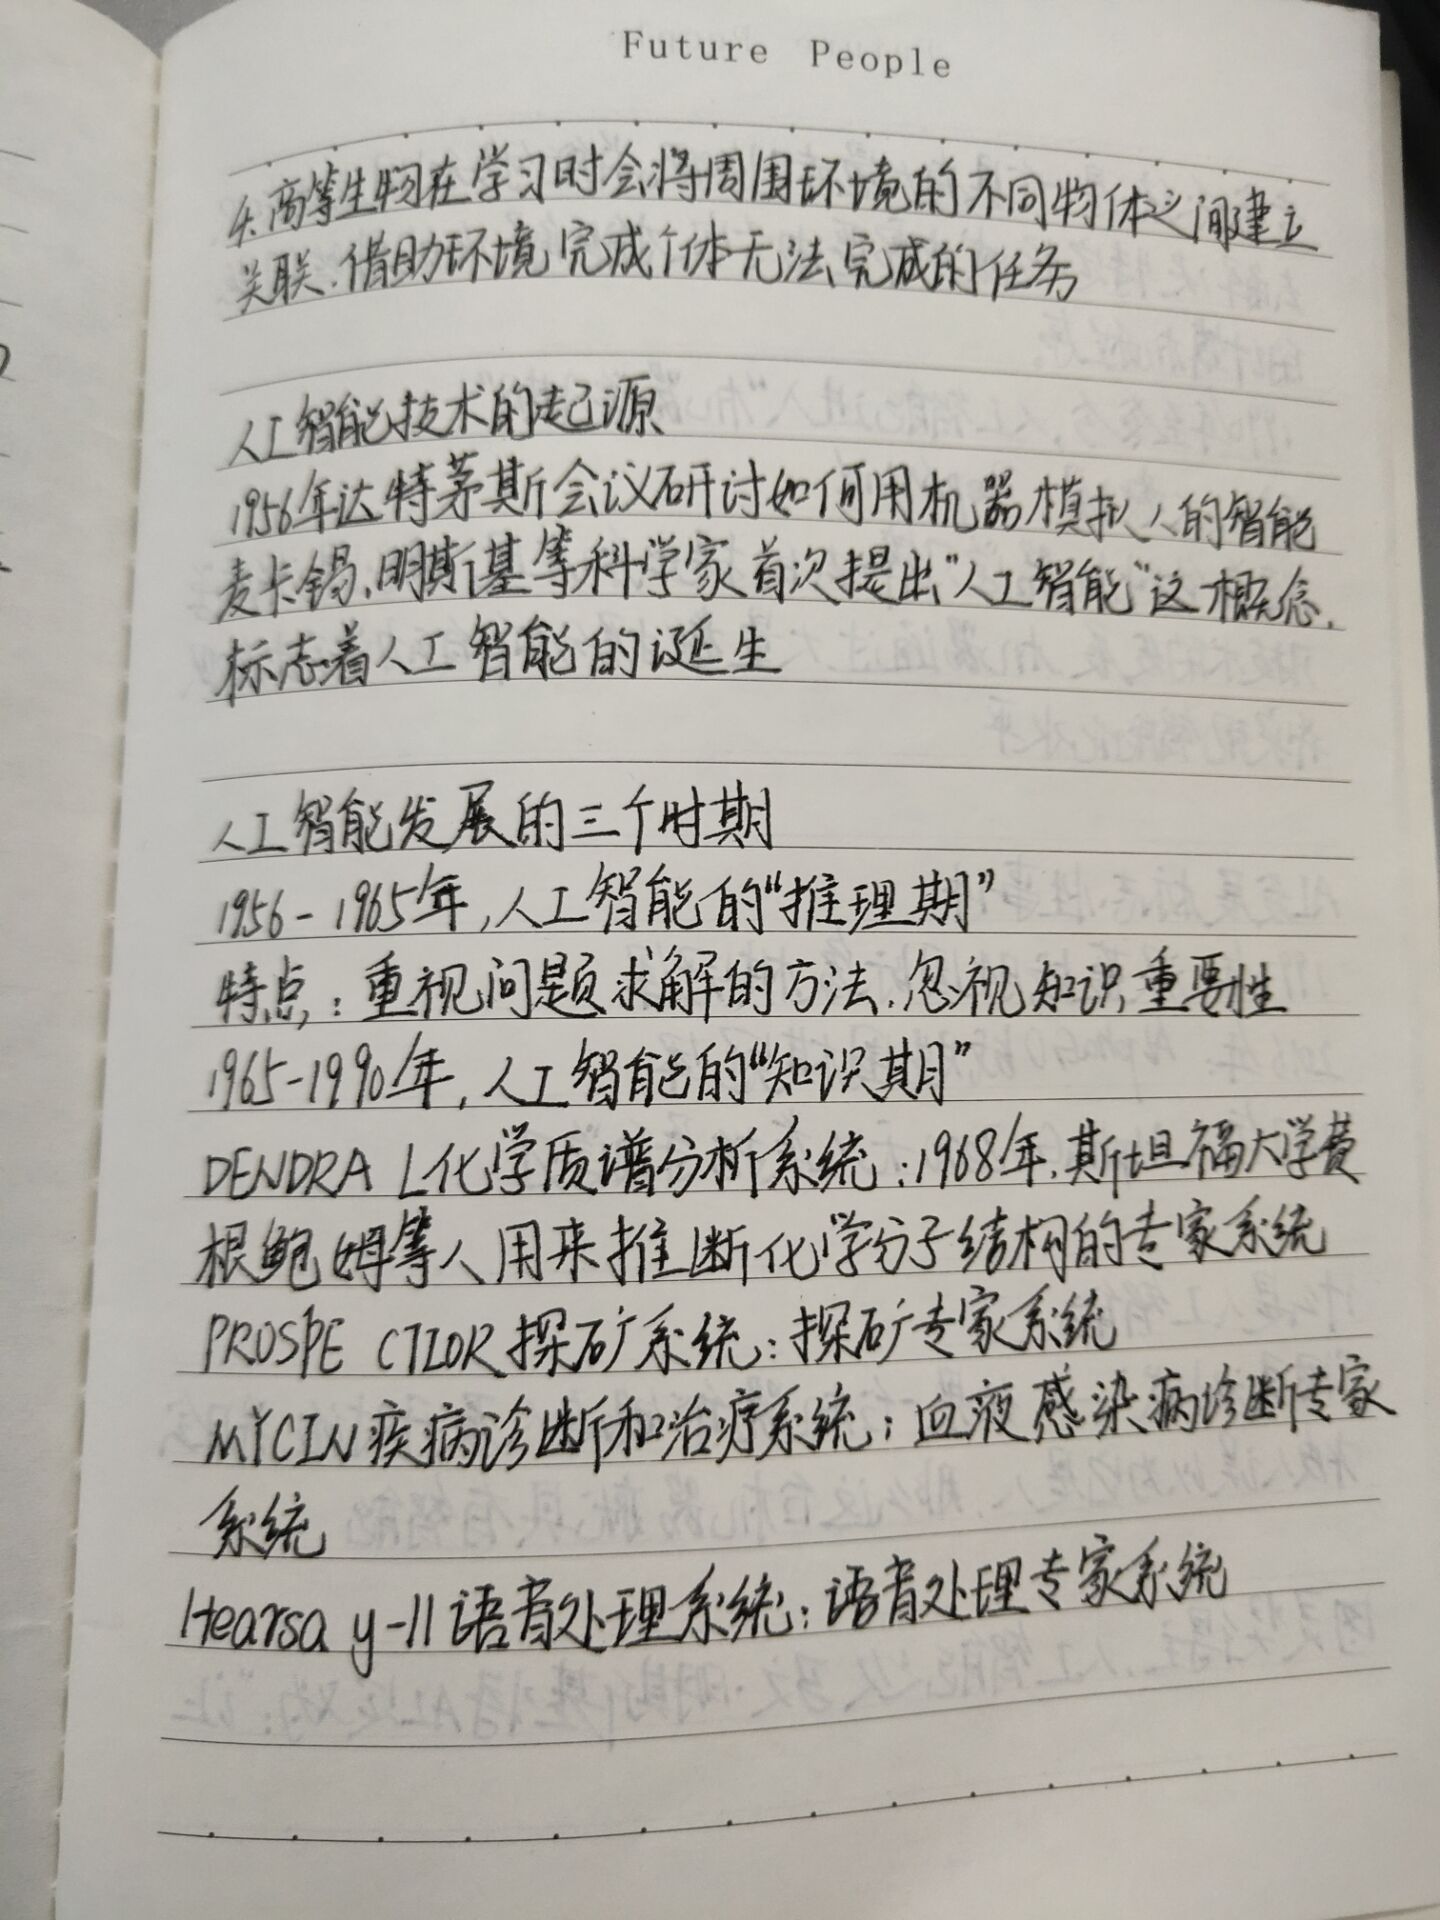 Future People
4.高等生物在学习时会将周围环境的不同物体之间建立
关联.借助环境完成个体无法完成的任务
人工智能技术的起源
1956年达特茅斯会议研讨如何用机器模拟人的智能
麦卡锡、明斯基等科学家首次提出"人工智能"这概念.
标志着人工智能的诞生
人工智能发展的三个时期
1956-1965年,人工智能的"推理期"
特点:重视问题求解的方法.忽视知识重要性
1965-1990年,人工智能的"知识期"
DENDRA L化学质谱分析系统:1968年.斯坦福大学费
根鲍姆等人用来推断化学分子结构的专家系统
PROSPE CTIOR探矿系统:探矿专家系统
MYCIN疾病诊断和治疗系统:血液感染病诊断专家
系统
Hearsa y-11语音处理系统:语音处理专家系统